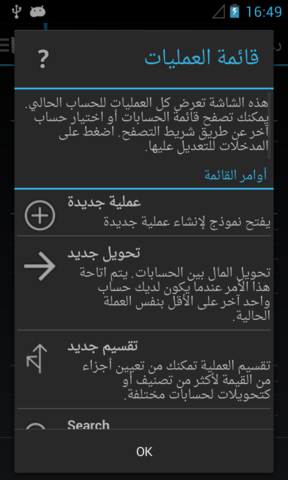 16:49
قائمة العمليات
?
هذه الشاشة تعرض كل العمليات للحساب الحالي.
يمكنك تصفح قائمة الحسابات أو اختيار حساب
آخر عن طريق شريط التصفح. اضغط على
المدخلات للتعديل عليها.
أوامر القائمة
عملية جديدة
يفتح نموذج لإنشاء عملية جديدة
تحويل جديد
تحويل المال بين الحسابات. يتم اتاحة
هذا الأمر عندما يكون لديك حساب
واحد آخر على الأقل بنفس العملة
الحالية.
تقسيم جديد
تقسيم العملية تمكنك من تعيين أجزاء
من القيمة لأكثر من تصنيف أو
كتحويلات لحسابات مختلفة.
Search
OK